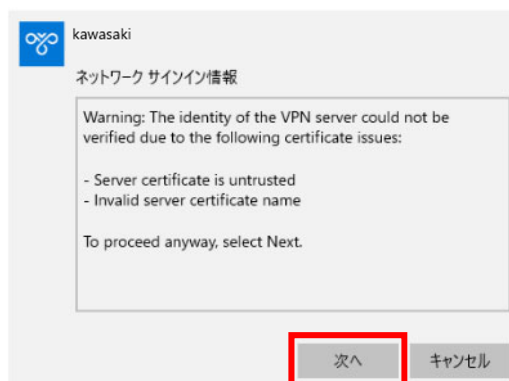 kawasaki
ネットワーク サインイン情報
Warning: The identity of the VPN server could not be
verified due to the following certificate issues:
- Server certificate is untrusted
- Invalid server certificate name
To proceed anyway, select Next.
次へ
キャンセル